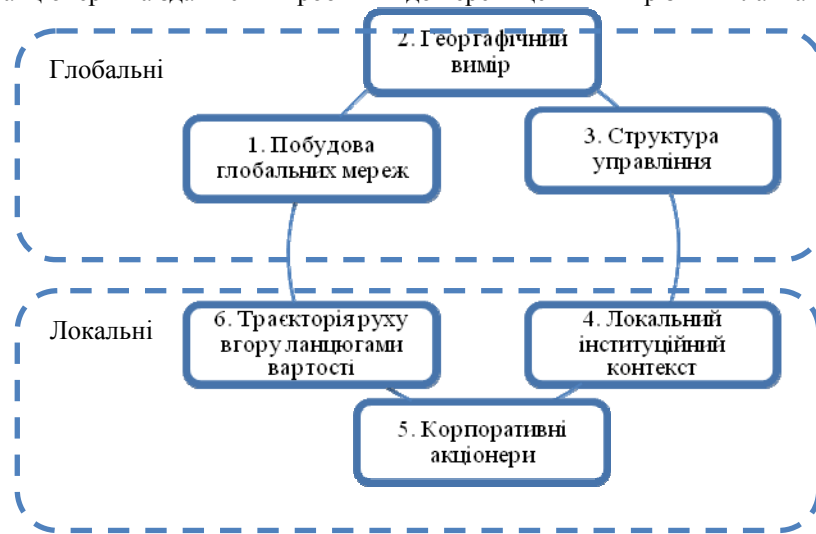 Глобальні
2. Географічний
вимір
1. Побудова
глобальних мереж
3. Структура
управління
Локальні
6. Траєкторія руху
вгору ланцюгами
вартості
4. Локальний
інституційний
контекст
5. Корпоративні
акціонери